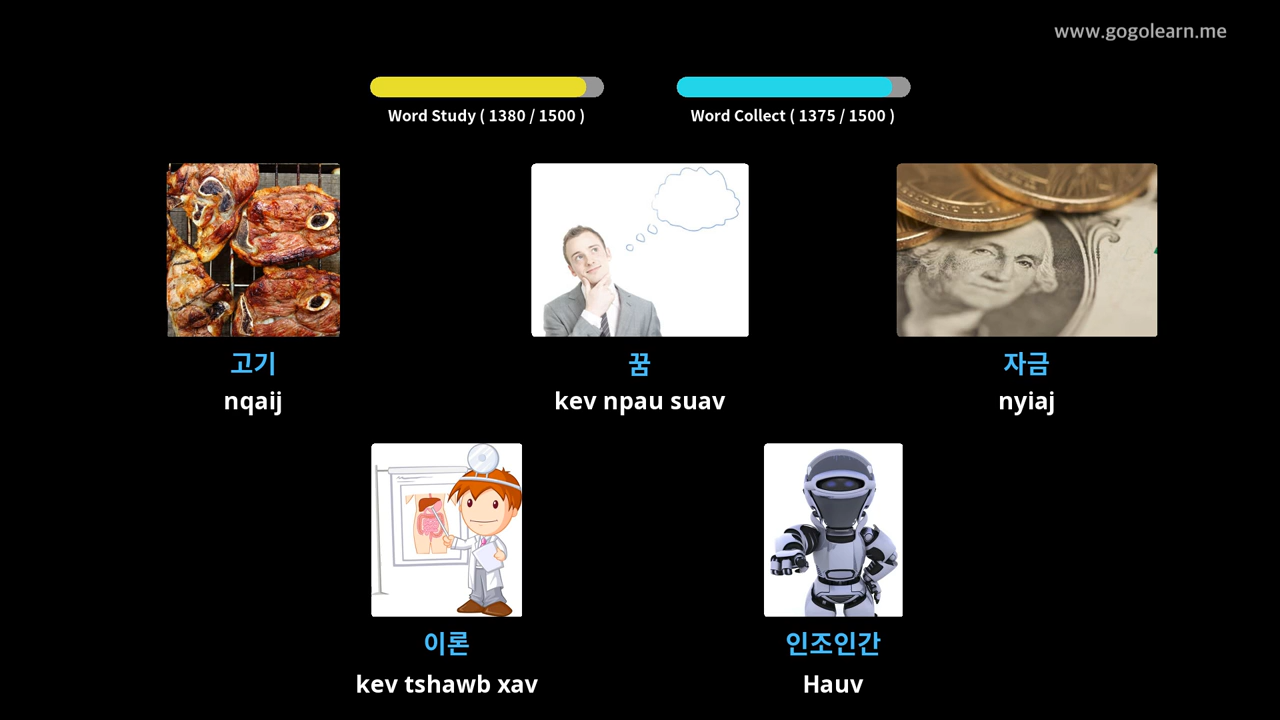 www.gogolearn.me
Word Study ( 1380 / 1500 )
Word Collect ( 1375 / 1500 )
고기
nqaij
꿈
kev npau suav
자금
nyiaj
이론
kev tshawb xav
인조인간
Hauv